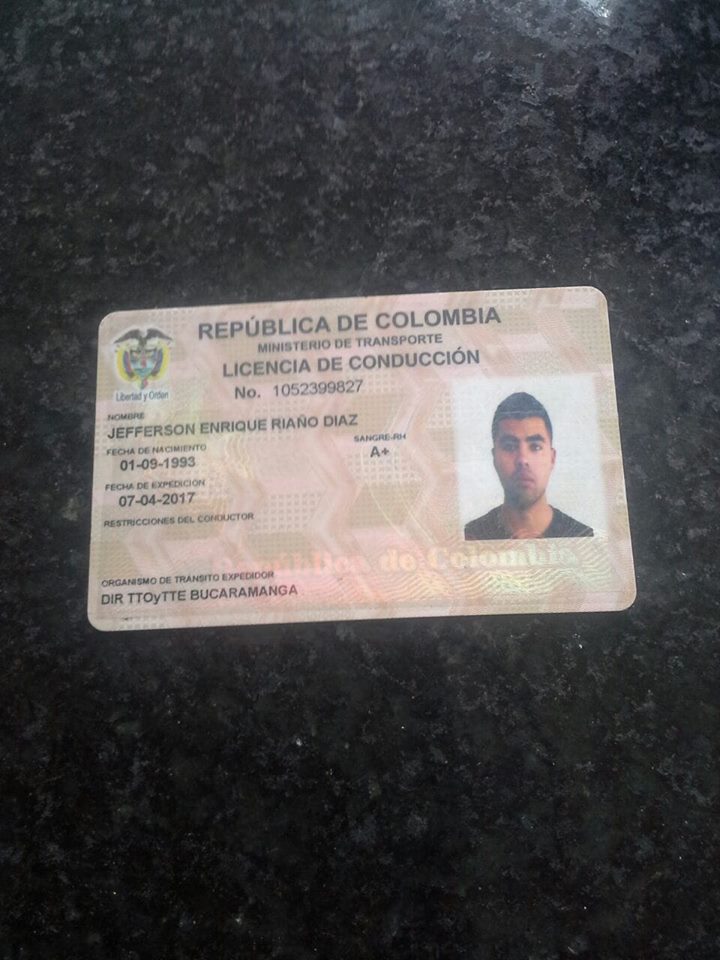 REPÚBLICA DE COLOMBIA
MINISTERIO DE TRANSPORTE
LICENCIA DE CONDUCCIÓN
No. 1052399827
Libertad y Orden
NOMBRE
JEFFERSON ENRIQUE RIAÑO DIAZ
FECHA DE NACIMIENTO
01-09-1993
SANGRE-RH
A+
FECHA DE EXPEDICION
07-04-2017
RESTRICCIONES DEL CONDUCTOR
República de Colombia
ORGANISMO DE TRANSITO EXPEDIDOR
DIR TTOyTTE BUCARAMANGA